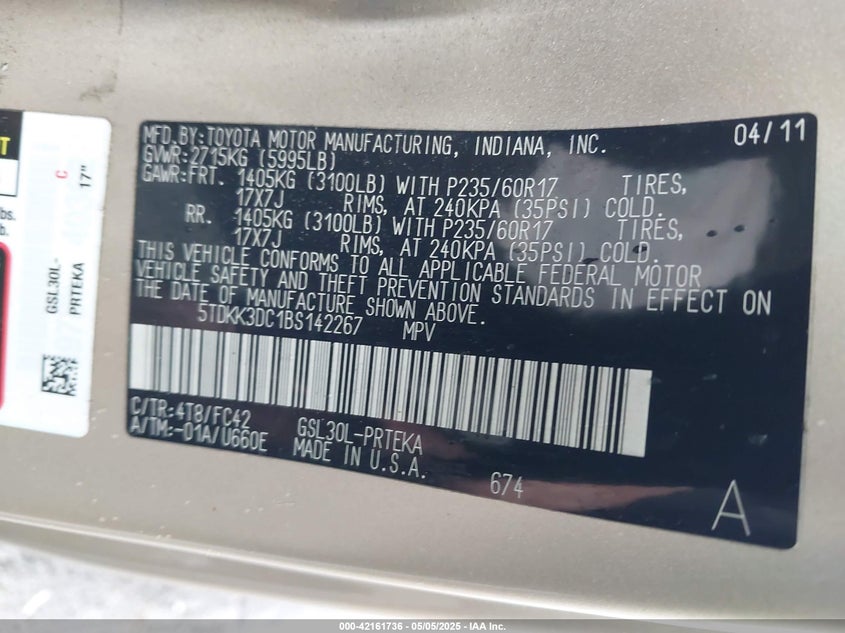 MFD.BY:TOYOTA MOTOR MANUFACTURING, INDIANA, INC. 04/11
GVWR:2715KG (5995LB)
GAWR:FRT. 1405KG (3100LB) WITH P235/60R17 TIRES,
17X7J RIMS, AT 240KPA (35PSI) COLD.
RR. 1405KG (3100LB) WITH P235/60R17 TIRES,
17X7J RIMS, AT 240KPA (35PSI) COLD.
THIS VEHICLE CONFORMS TO ALL APPLICABLE FEDERAL MOTOR
VEHICLE SAFETY AND THEFT PREVENTION STANDARDS IN EFFECT ON
THE DATE OF MANUFACTURE SHOWN ABOVE.
5TDKK3DC1BS142267 MPV
C/TR:4T8/FC42 GSL30L-PRTEKA
A/TM:-01A/U660E MADE IN U.S.A.
674
A
C
17"
GSL30L-
PRTEKA
lbs.
b.
000-42161736 - 05/05/2025 - IAA Inc.